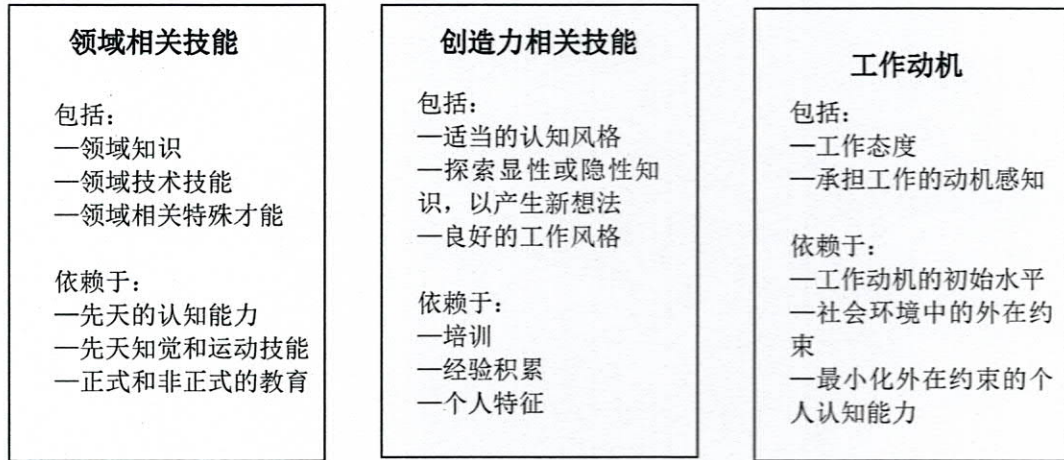 领域相关技能
包括：
—领域知识
—领域技术技能
—领域相关特殊才能
依赖于：
—先天的认知能力
—先天知觉和运动技能
—正式和非正式的教育
创造力相关技能
包括：
—适当的认知风格
—探索显性或隐性知
识，以产生新想法
—良好的工作风格
依赖于：
—培训
—经验积累
—个人特征
工作动机
包括：
—工作态度
—承担工作的动机感知
依赖于：
—工作动机的初始水平
—社会环境中的外在约
束
—最小化外在约束的个
人认知能力